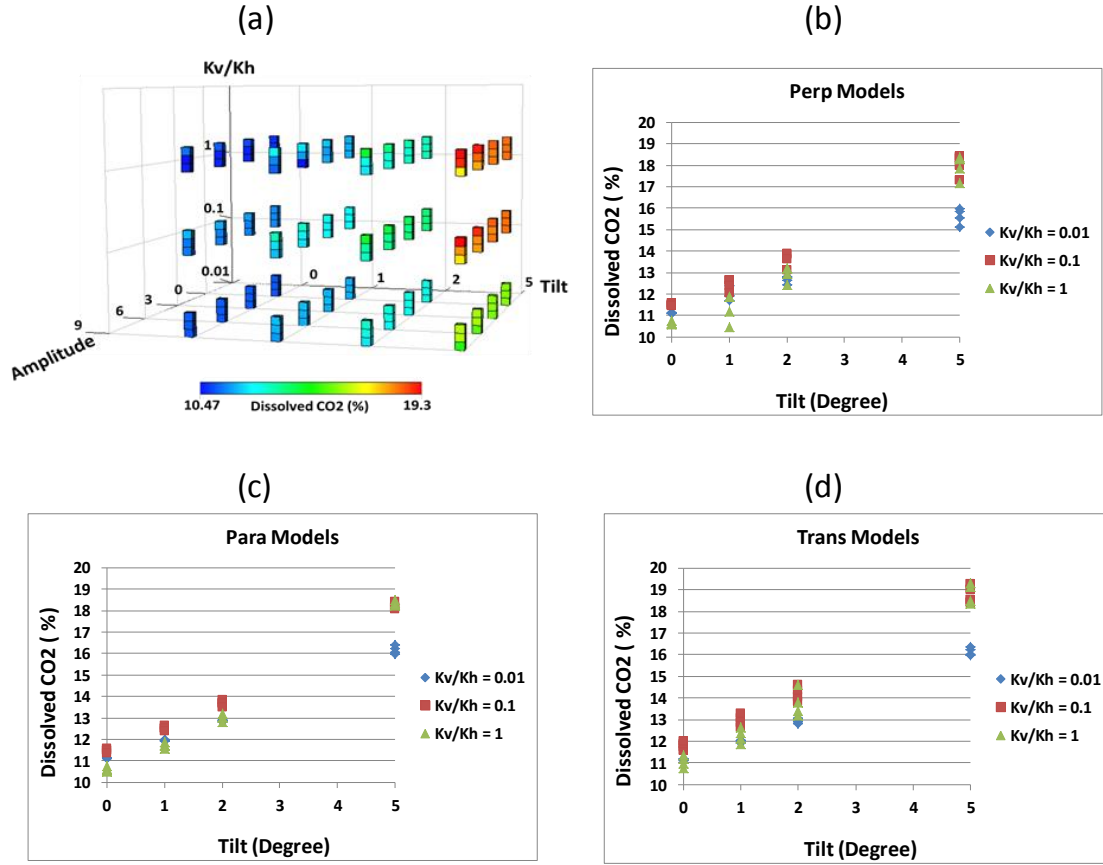 (a)
Kv/Kh
1
0.1
0.01
0
3
6
9
Amplitude
0
1
2
5
Tilt
10.47 Dissolved CO2 (%) 19.3
(b)
Perp Models
Dissolved CO2 ( %)
20
19
18
17
16
15
14
13
12
11
10
0 1 2 3 4 5
Tilt (Degree)
Kv/Kh = 0.01
Kv/Kh = 0.1
Kv/Kh = 1
(c)
Para Models
Dissolved CO2 ( %)
20
19
18
17
16
15
14
13
12
11
10
0 1 2 3 4 5
Tilt (Degree)
Kv/Kh = 0.01
Kv/Kh = 0.1
Kv/Kh = 1
(d)
Trans Models
Dissolved CO2 ( %)
20
19
18
17
16
15
14
13
12
11
10
0 1 2 3 4 5
Tilt (Degree)
Kv/Kh = 0.01
Kv/Kh = 0.1
Kv/Kh = 1